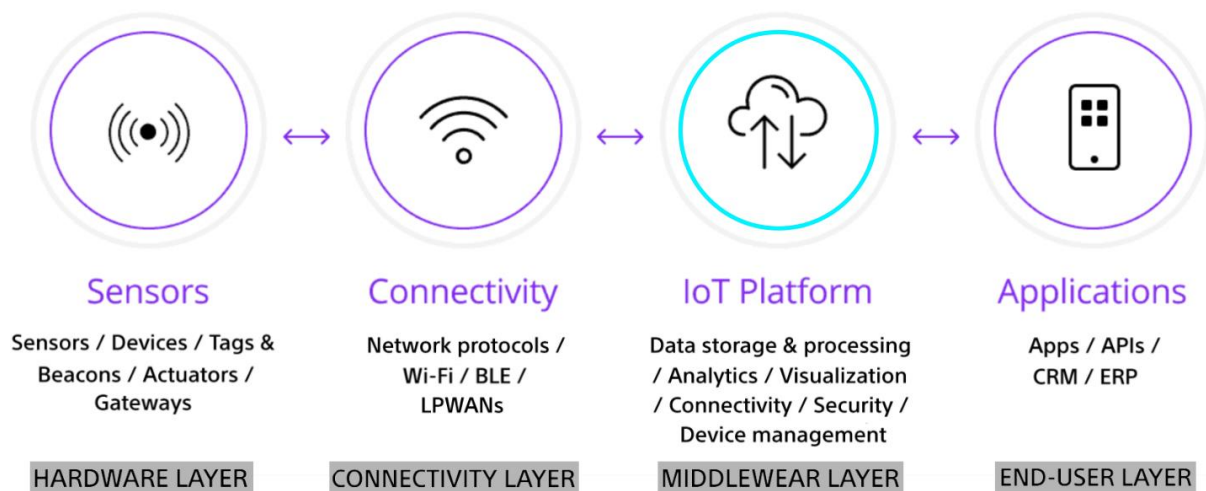 Sensors
Sensors / Devices / Tags &
Beacons / Actuators /
Gateways
HARDWARE LAYER
Connectivity
Network protocols /
Wi-Fi / BLE /
LPWANs
CONNECTIVITY LAYER
IoT Platform
Data storage & processing
/ Analytics / Visualization
/ Connectivity / Security /
Device management
MIDDLEWEAR LAYER
Applications
Apps / APIs /
CRM / ERP
END-USER LAYER